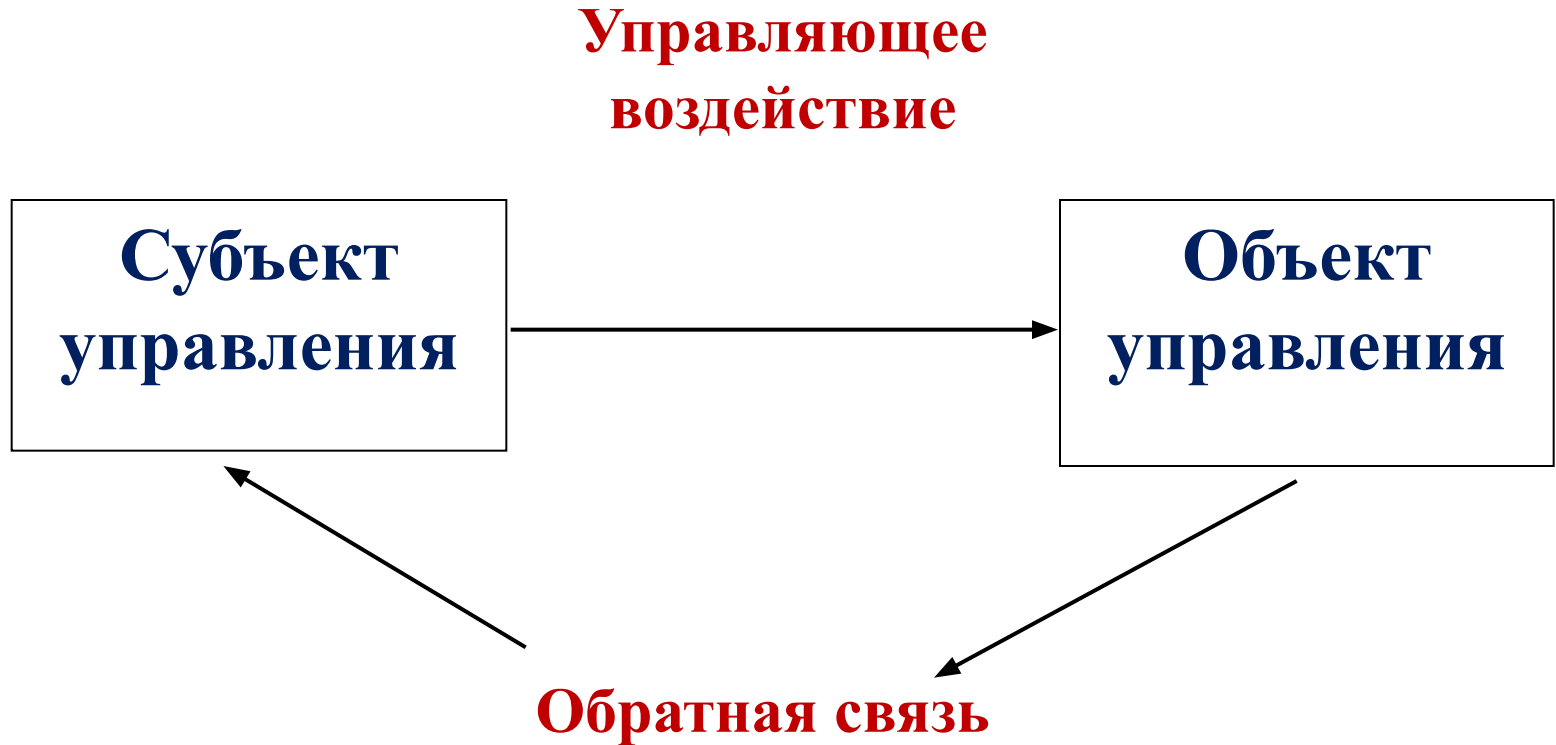 Управляющее
воздействие
Субъект
управления
Объект
управления
Обратная связь